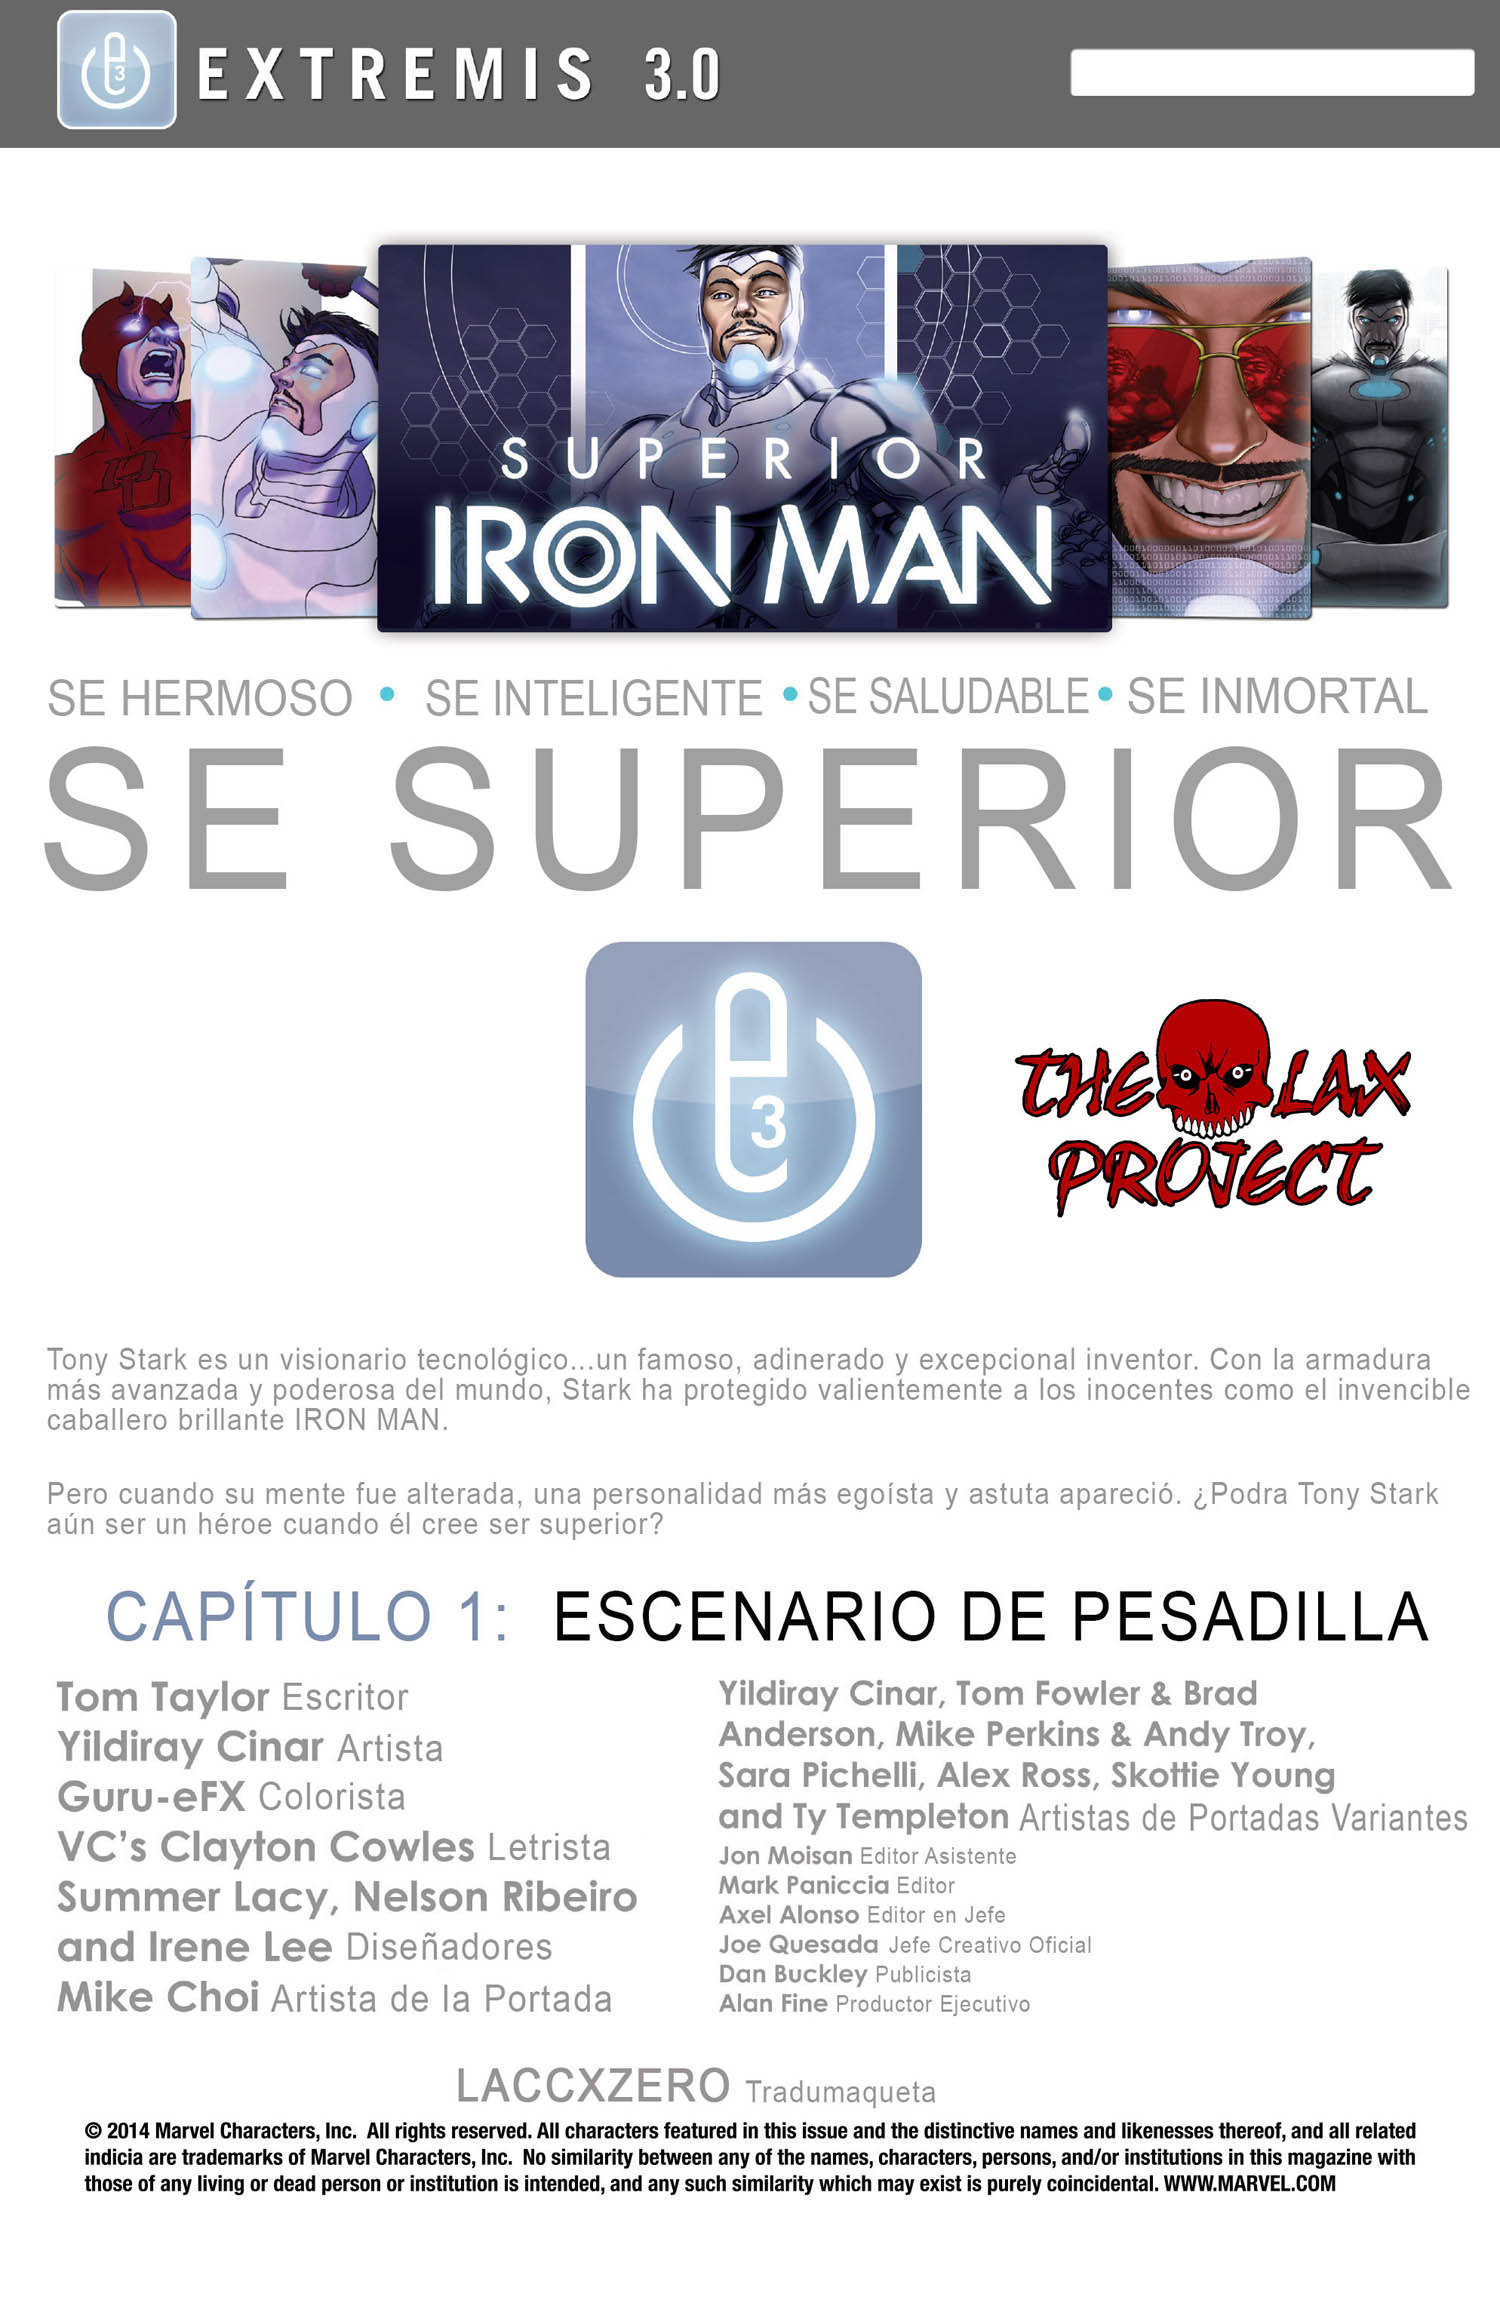 EXTREMIS 3.0
SUPERIOR
IRON MAN
SE HERMOSO • SE INTELIGENTE • SE SALUDABLE • SE INMORTAL
SE SUPERIOR
3
THE LAX
PROJECT
Tony Stark es un visionario tecnológico...un famoso, adinerado y excepcional inventor. Con la armadura
más avanzada y poderosa del mundo, Stark ha protegido valientemente a los inocentes como el invencible
caballero brillante IRON MAN.
Pero cuando su mente fue alterada, una personalidad más egoísta y astuta apareció. ¿Podra Tony Stark
aún ser un héroe cuando él cree ser superior?
CAPÍTULO 1: ESCENARIO DE PESADILLA
Tom Taylor Escritor
Yildiray Cinar Artista
Guru-eFX Colorista
VC's Clayton Cowles Letrista
Summer Lacy, Nelson Ribeiro
and Irene Lee Diseñadores
Mike Choi Artista de la Portada
Yildiray Cinar, Tom Fowler & Brad
Anderson, Mike Perkins & Andy Troy,
Sara Pichelli, Alex Ross, Skottie Young
and Ty Templeton Artistas de Portadas Variantes
Jon Moisan Editor Asistente
Mark Paniccia Editor
Axel Alonso Editor en Jefe
Joe Quesada Jefe Creativo Oficial
Dan Buckley Publicista
Alan Fine Productor Ejecutivo
LACCXZERO Tradumaqueta
© 2014 Marvel Characters, Inc. All rights reserved. All characters featured in this issue and the distinctive names and likenesses thereof, and all related
indicia are trademarks of Marvel Characters, Inc. No similarity between any of the names, characters, persons, and/or institutions in this magazine with
those of any living or dead person or institution is intended, and any such similarity which may exist is purely coincidental. WWW.MARVEL.COM